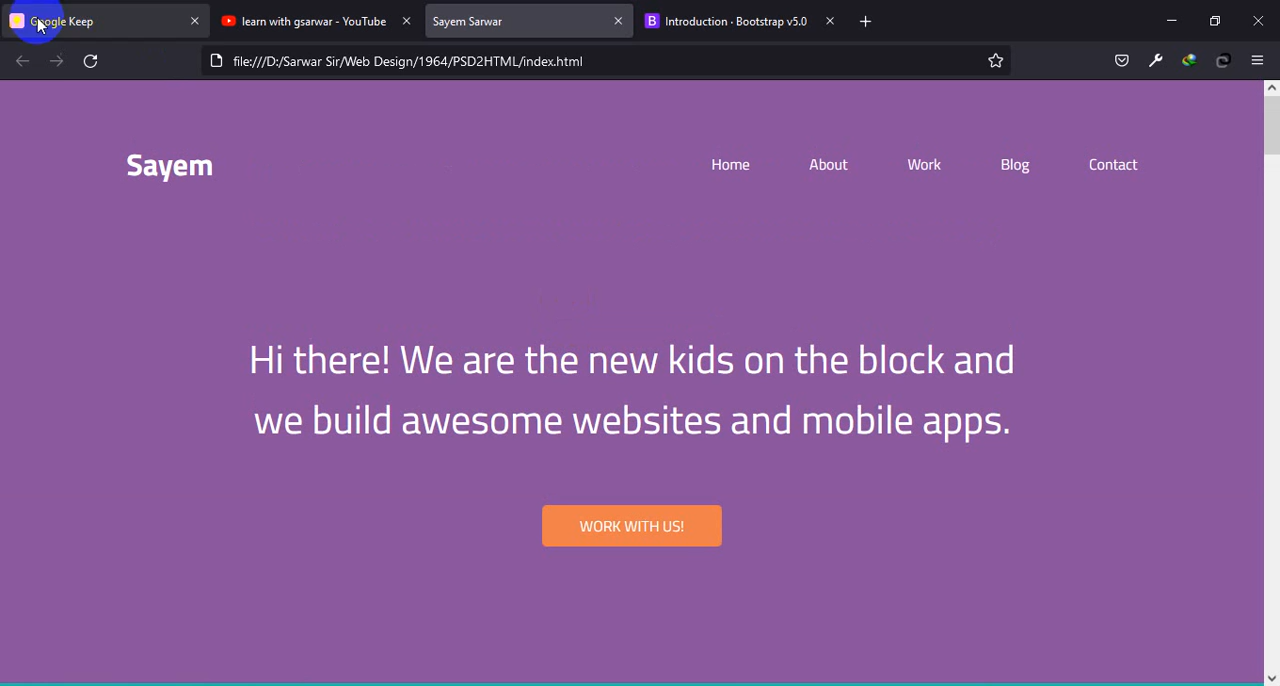 Google Keep
learn with gsarwar - YouTube
Sayem Sarwar
Introduction · Bootstrap v5.0
file:///D:/Sarwar Sir/Web Design/1964/PSD2HTML/index.html
Sayem
Home
About
Work
Blog
Contact
Hi there! We are the new kids on the block and
we build awesome websites and mobile apps.
WORK WITH US!